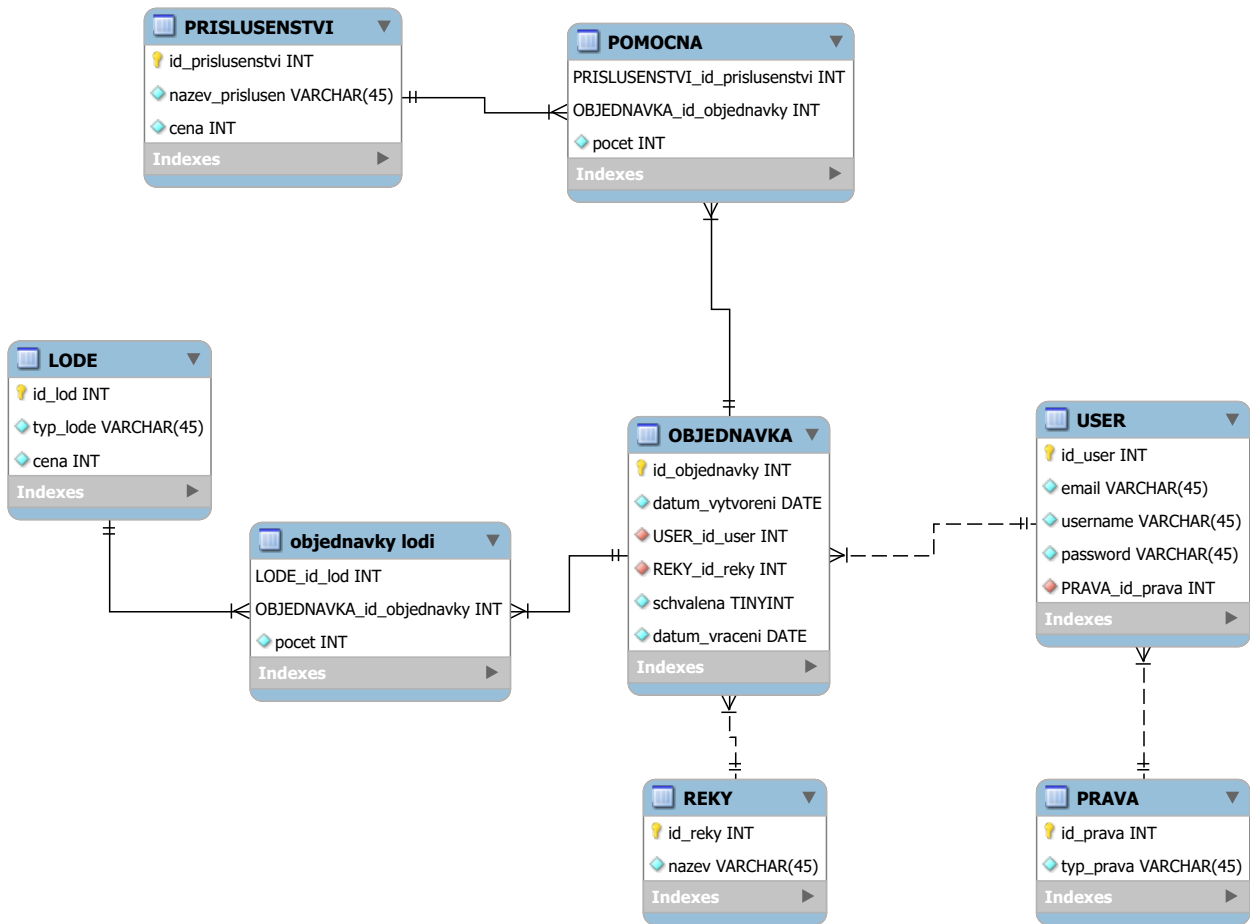 PRISLUSENSTVI
id_prislusenstvi INT
nazev_prislusen VARCHAR(45)
cena INT
Indexes
POMOCNA
PRISLUSENSTVI_id_prislusenstvi INT
OBJEDNAVKA_id_objednavky INT
pocet INT
Indexes
LODE
id_lod INT
typ_lode VARCHAR(45)
cena INT
Indexes
objednavky lodi
LODE_id_lod INT
OBJEDNAVKA_id_objednavky INT
pocet INT
Indexes
OBJEDNAVKA
id_objednavky INT
datum_vytvoreni DATE
USER_id_user INT
REKY_id_reky INT
schvalena TINYINT
datum_vraceni DATE
Indexes
USER
id_user INT
email VARCHAR(45)
username VARCHAR(45)
password VARCHAR(45)
PRAVA_id_prava INT
Indexes
REKY
id_reky INT
nazev VARCHAR(45)
Indexes
PRAVA
id_prava INT
typ_prava VARCHAR(45)
Indexes